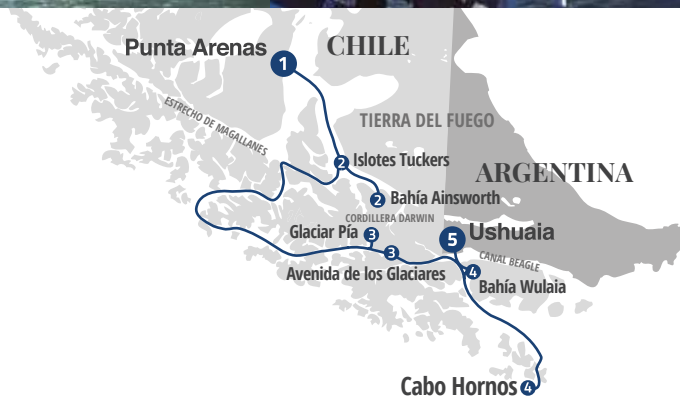 Punta Arenas
1
CHILE
ESTRECHO DE MAGALLANES
TIERRA DEL FUEGO
2 Islotes Tuckers
ARGENTINA
2 Bahía Ainsworth
CORDILLERA DARWIN
Glaciar Pía 3
5 Ushuaia
3
Avenida de los Glaciares
CANAL BEAGLE
4
Bahía Wulaia
Cabo Hornos 4